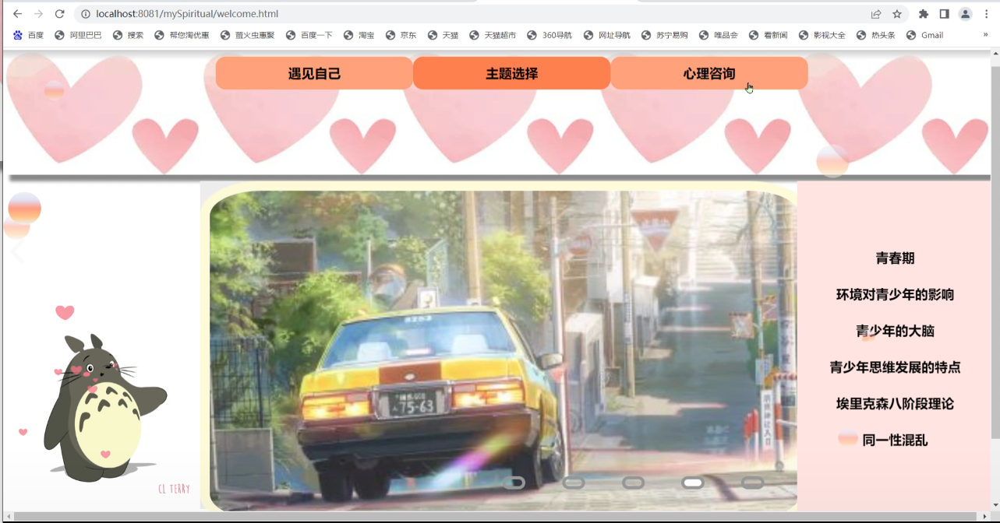 localhost:8081/mySpiritual/welcome.html
百度 阿里巴巴 搜索 帮您淘优惠 萤火虫惠聚 百度一下 淘宝 京东 天猫 天猫超市 360导航 网址导航 苏宁易购 唯品会 看新闻 影视大全 热头条 Gmail »
遇见自己 主题选择 心理咨询
青春期
环境对青少年的影响
青少年的大脑
青少年思维发展的特点
埃里克森八阶段理论
同一性混乱
75-63
CL TERRY